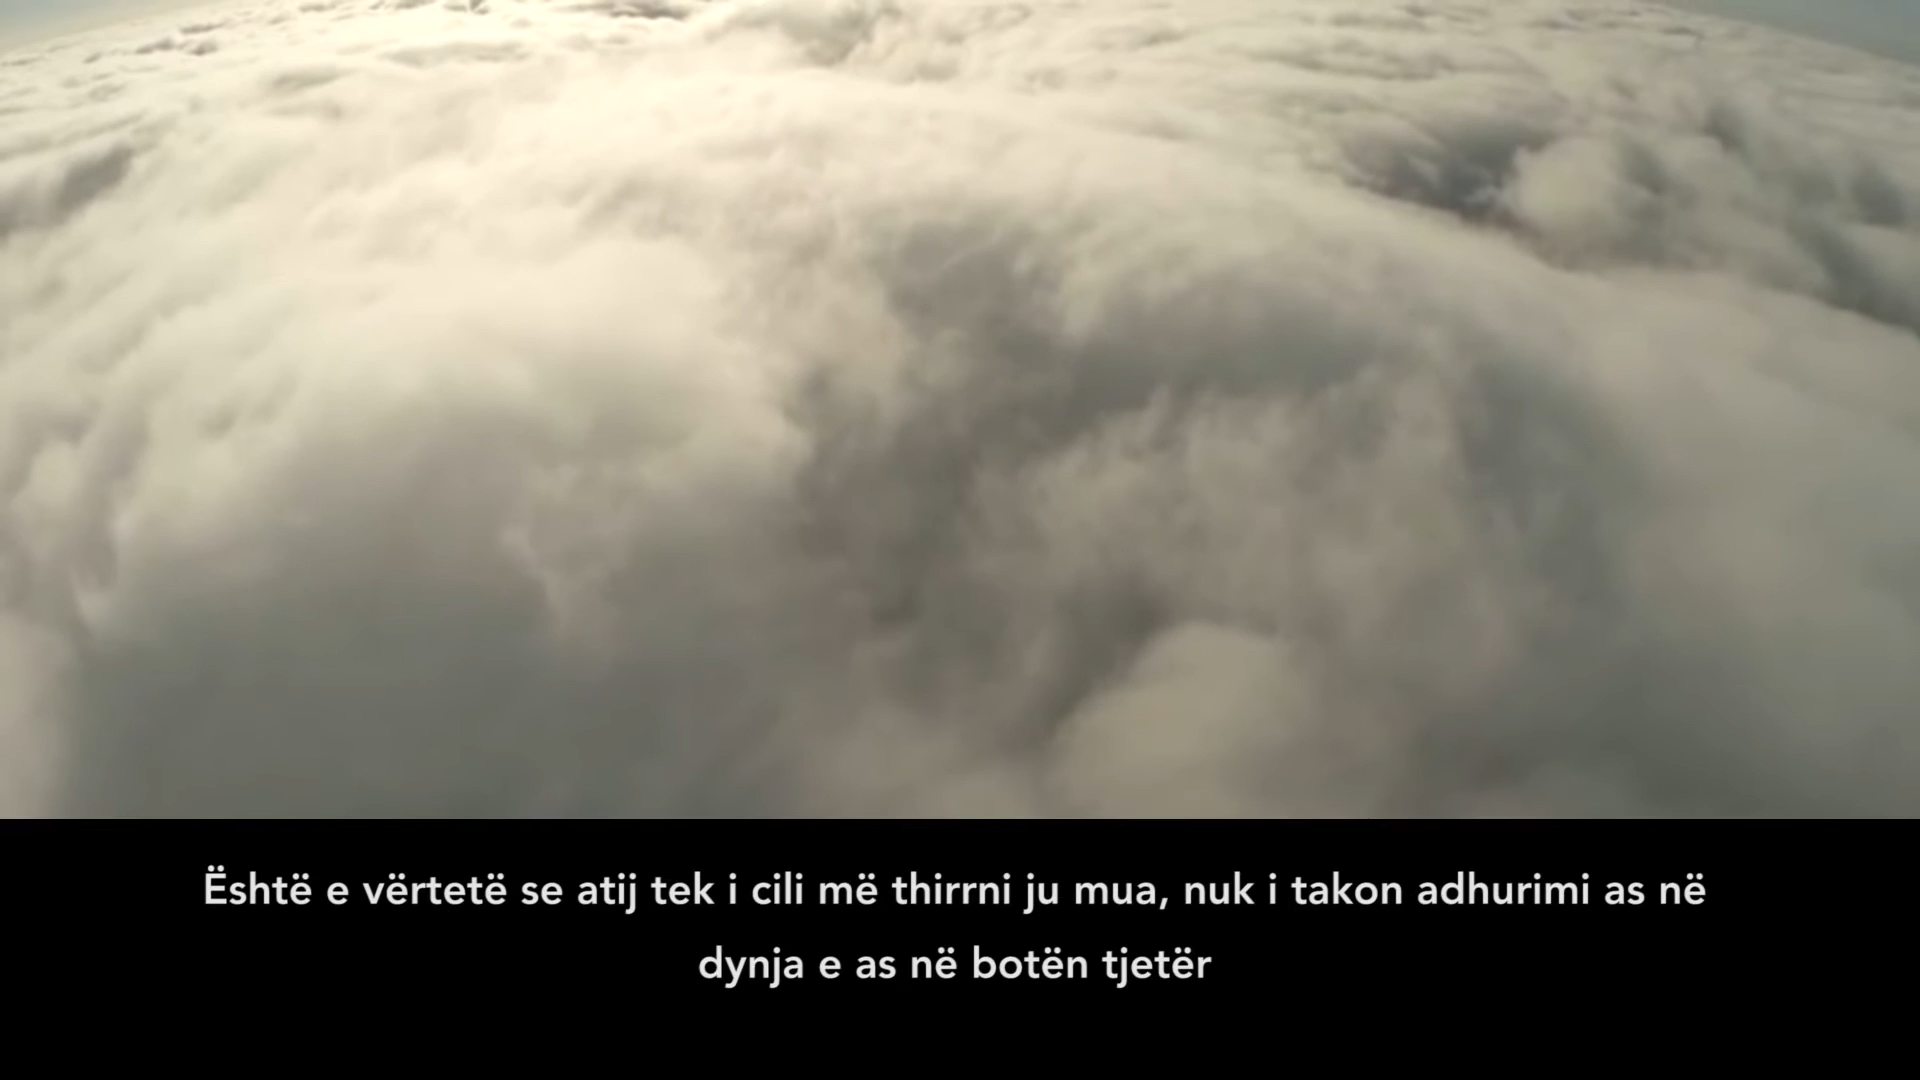 Është e vërtetë se atij tek i cili më thirrni ju mua, nuk i takon adhurimi as në
dynja e as në botën tjetër